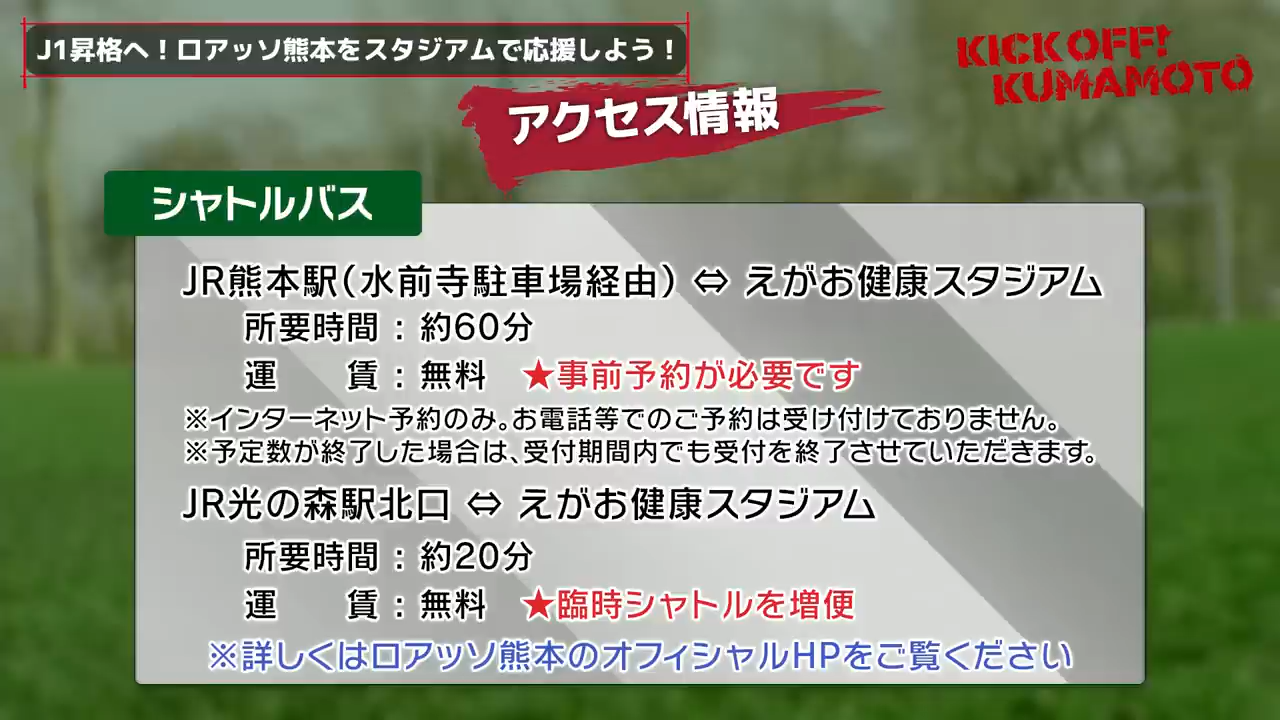 J1昇格へ！ロアッソ熊本をスタジアムで応援しよう！
KICK OFF!
KUMAMOTO
アクセス情報
シャトルバス
JR熊本駅（水前寺駐車場経由） ⇔ えがお健康スタジアム
所要時間：約60分
運　　賃：無料　★事前予約が必要です
※インターネット予約のみ。お電話等でのご予約は受け付けておりません。
※予定数が終了した場合は、受付期間内でも受付を終了させていただきます。
JR光の森駅北口 ⇔ えがお健康スタジアム
所要時間：約20分
運　　賃：無料　★臨時シャトルを増便
※詳しくはロアッソ熊本のオフィシャルHPをご覧ください